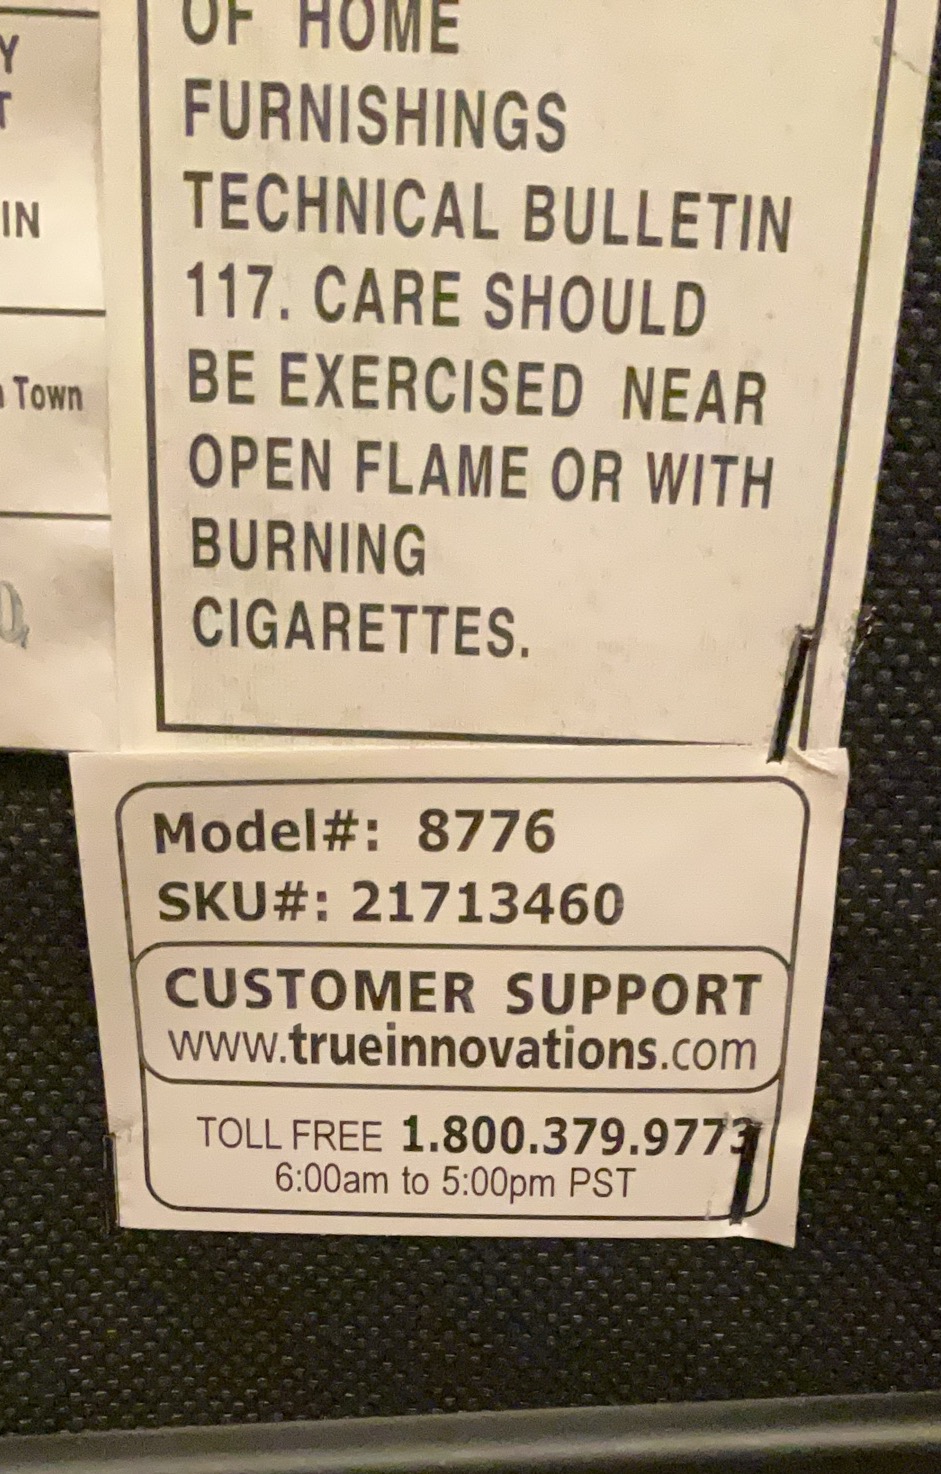 Y
T
IN
Town
OF HOME
FURNISHINGS
TECHNICAL BULLETIN
117. CARE SHOULD
BE EXERCISED NEAR
OPEN FLAME OR WITH
BURNING
CIGARETTES.
Model#: 8776
SKU#: 21713460
CUSTOMER SUPPORT
www.trueinnovations.com
TOLL FREE 1.800.379.9773
6:00am to 5:00pm PST